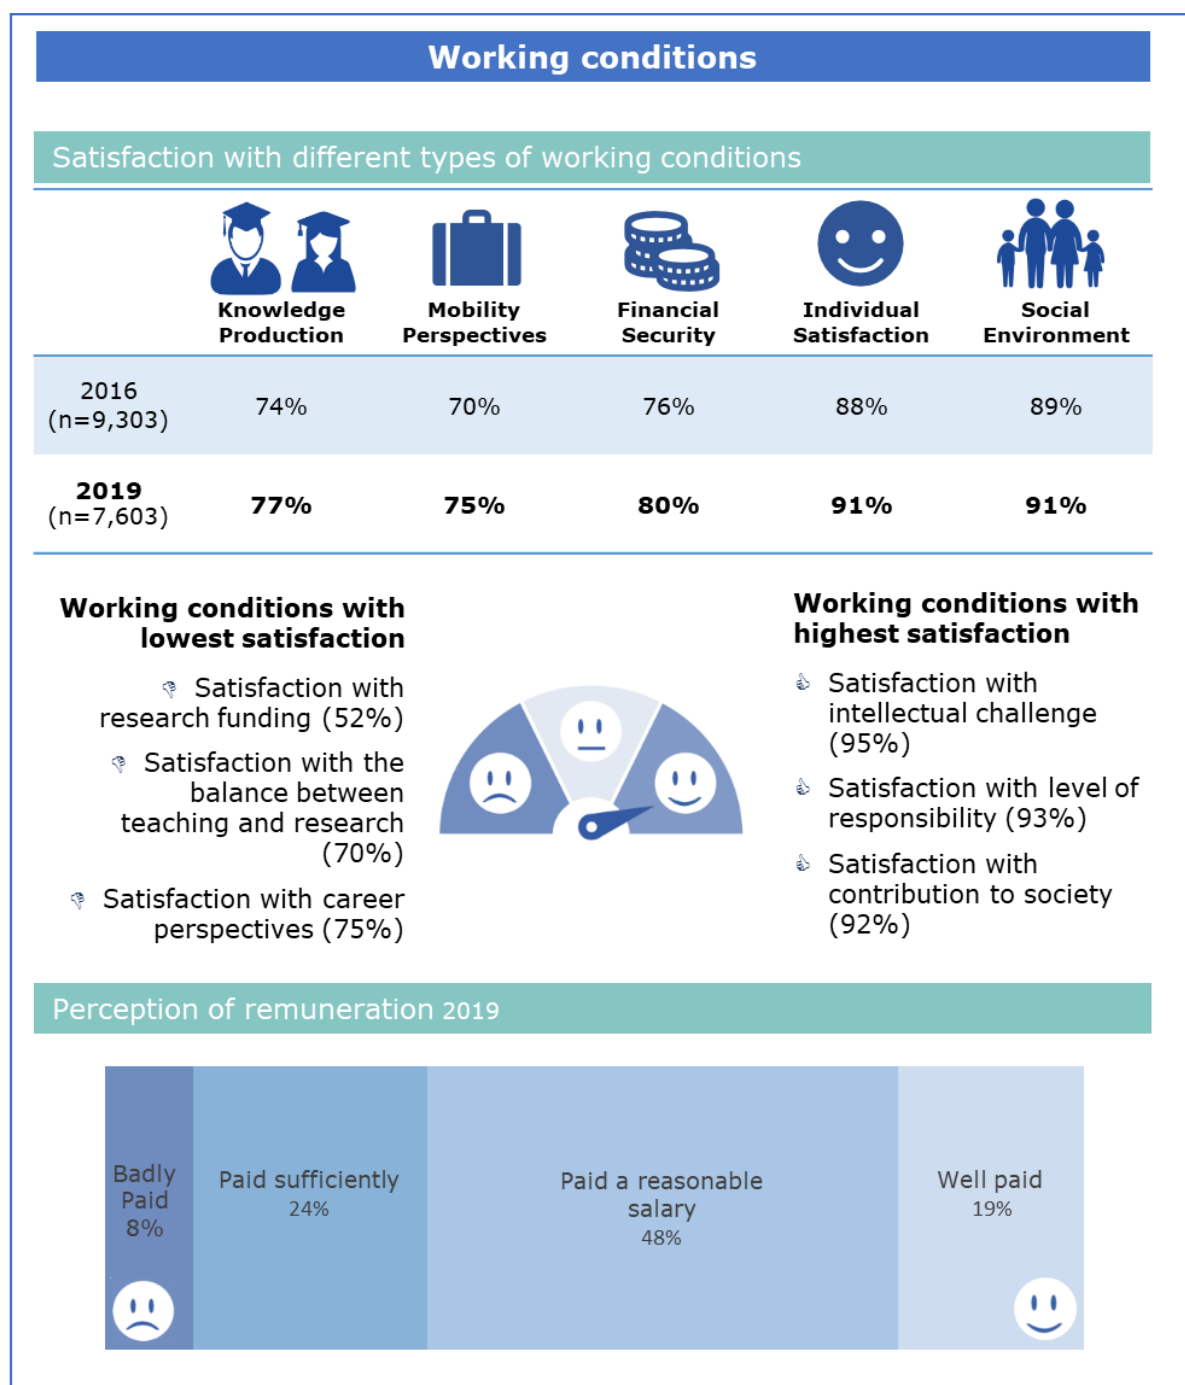 Working conditions
Satisfaction with different types of working conditions
Knowledge
Production
Mobility
Perspectives
Financial
Security
Individual
Satisfaction
Social
Environment
2016
(n=9,303)
74%
70%
76%
88%
89%
2019
(n=7,603)
77%
75%
80%
91%
91%
Working conditions with
lowest satisfaction
Satisfaction with
research funding (52%)
Satisfaction with the
balance between
teaching and research
(70%)
Satisfaction with career
perspectives (75%)
Working conditions with
highest satisfaction
Satisfaction with
intellectual challenge
(95%)
Satisfaction with level of
responsibility (93%)
Satisfaction with
contribution to society
(92%)
Perception of remuneration 2019
Badly
Paid
8%
Paid sufficiently
24%
Paid a reasonable
salary
48%
Well paid
19%